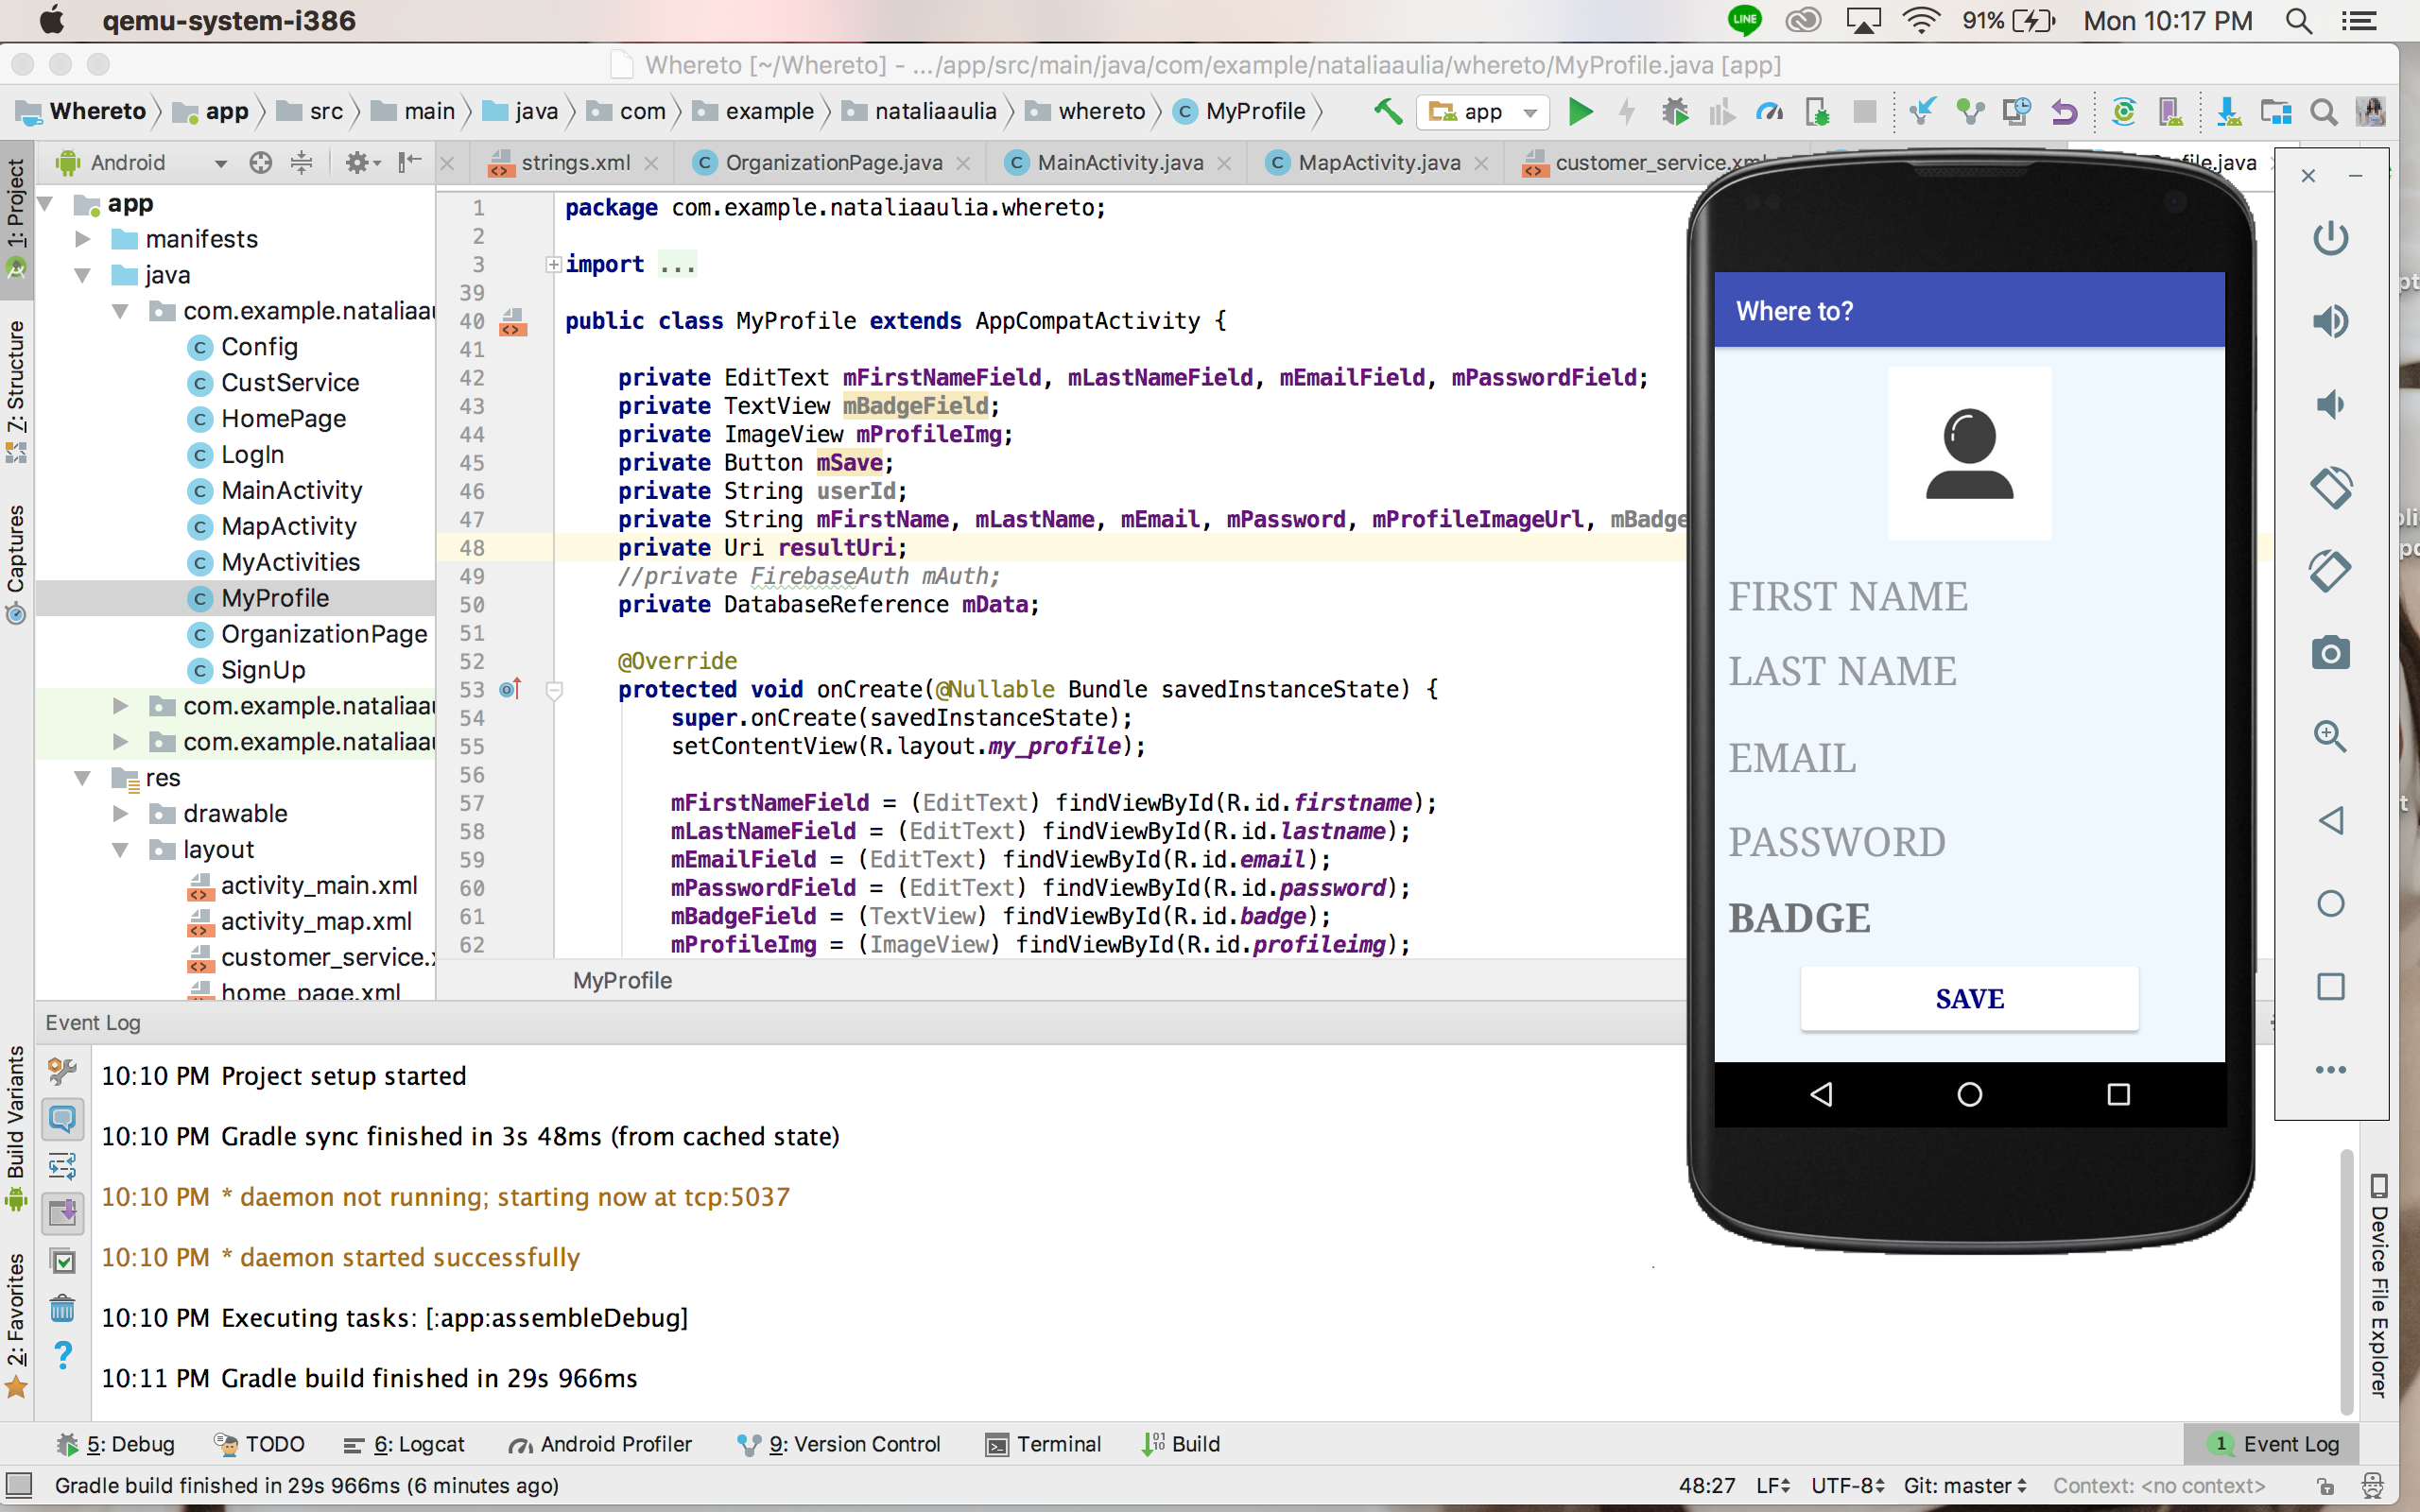 qemu-system-i386
LINE
91%
Mon 10:17 PM
Whereto [~/Whereto] - .../app/src/main/java/com/example/nataliaaulia/whereto/MyProfile.java [app]
Whereto app src main java com example nataliaaulia whereto MyProfile
app
Android
strings.xml OrganizationPage.java MainActivity.java MapActivity.java customer_service.xml
1: Project
7: Structure
Captures
Build Variants
2: Favorites
app
manifests
java
com.example.nataliaau
Config
CustService
HomePage
LogIn
MainActivity
MapActivity
MyActivities
MyProfile
OrganizationPage
SignUp
com.example.nataliaau
com.example.nataliaau
res
drawable
layout
activity_main.xml
activity_map.xml
customer_service.x
home_page.xml
1 package com.example.nataliaaulia.whereto;
2
3 import ...
39
40 public class MyProfile extends AppCompatActivity {
41
42 private EditText mFirstNameField, mLastNameField, mEmailField, mPasswordField;
43 private TextView mBadgeField;
44 private ImageView mProfileImg;
45 private Button mSave;
46 private String userId;
47 private String mFirstName, mLastName, mEmail, mPassword, mProfileImageUrl, mBadge
48 private Uri resultUri;
49 //private FirebaseAuth mAuth;
50 private DatabaseReference mData;
51
52 @Override
53 protected void onCreate(@Nullable Bundle savedInstanceState) {
54 super.onCreate(savedInstanceState);
55 setContentView(R.layout.my_profile);
56
57 mFirstNameField = (EditText) findViewById(R.id.firstname);
58 mLastNameField = (EditText) findViewById(R.id.lastname);
59 mEmailField = (EditText) findViewById(R.id.email);
60 mPasswordField = (EditText) findViewById(R.id.password);
61 mBadgeField = (TextView) findViewById(R.id.badge);
62 mProfileImg = (ImageView) findViewById(R.id.profileimg);
MyProfile
Where to?
FIRST NAME
LAST NAME
EMAIL
PASSWORD
BADGE
SAVE
Event Log
10:10 PM Project setup started
10:10 PM Gradle sync finished in 3s 48ms (from cached state)
10:10 PM * daemon not running; starting now at tcp:5037
10:10 PM * daemon started successfully
10:10 PM Executing tasks: [:app:assembleDebug]
10:11 PM Gradle build finished in 29s 966ms
Device File Explorer
5: Debug TODO 6: Logcat Android Profiler 9: Version Control Terminal Build 1 Event Log
Gradle build finished in 29s 966ms (6 minutes ago) 48:27 LF UTF-8 Git: master Context: <no context>